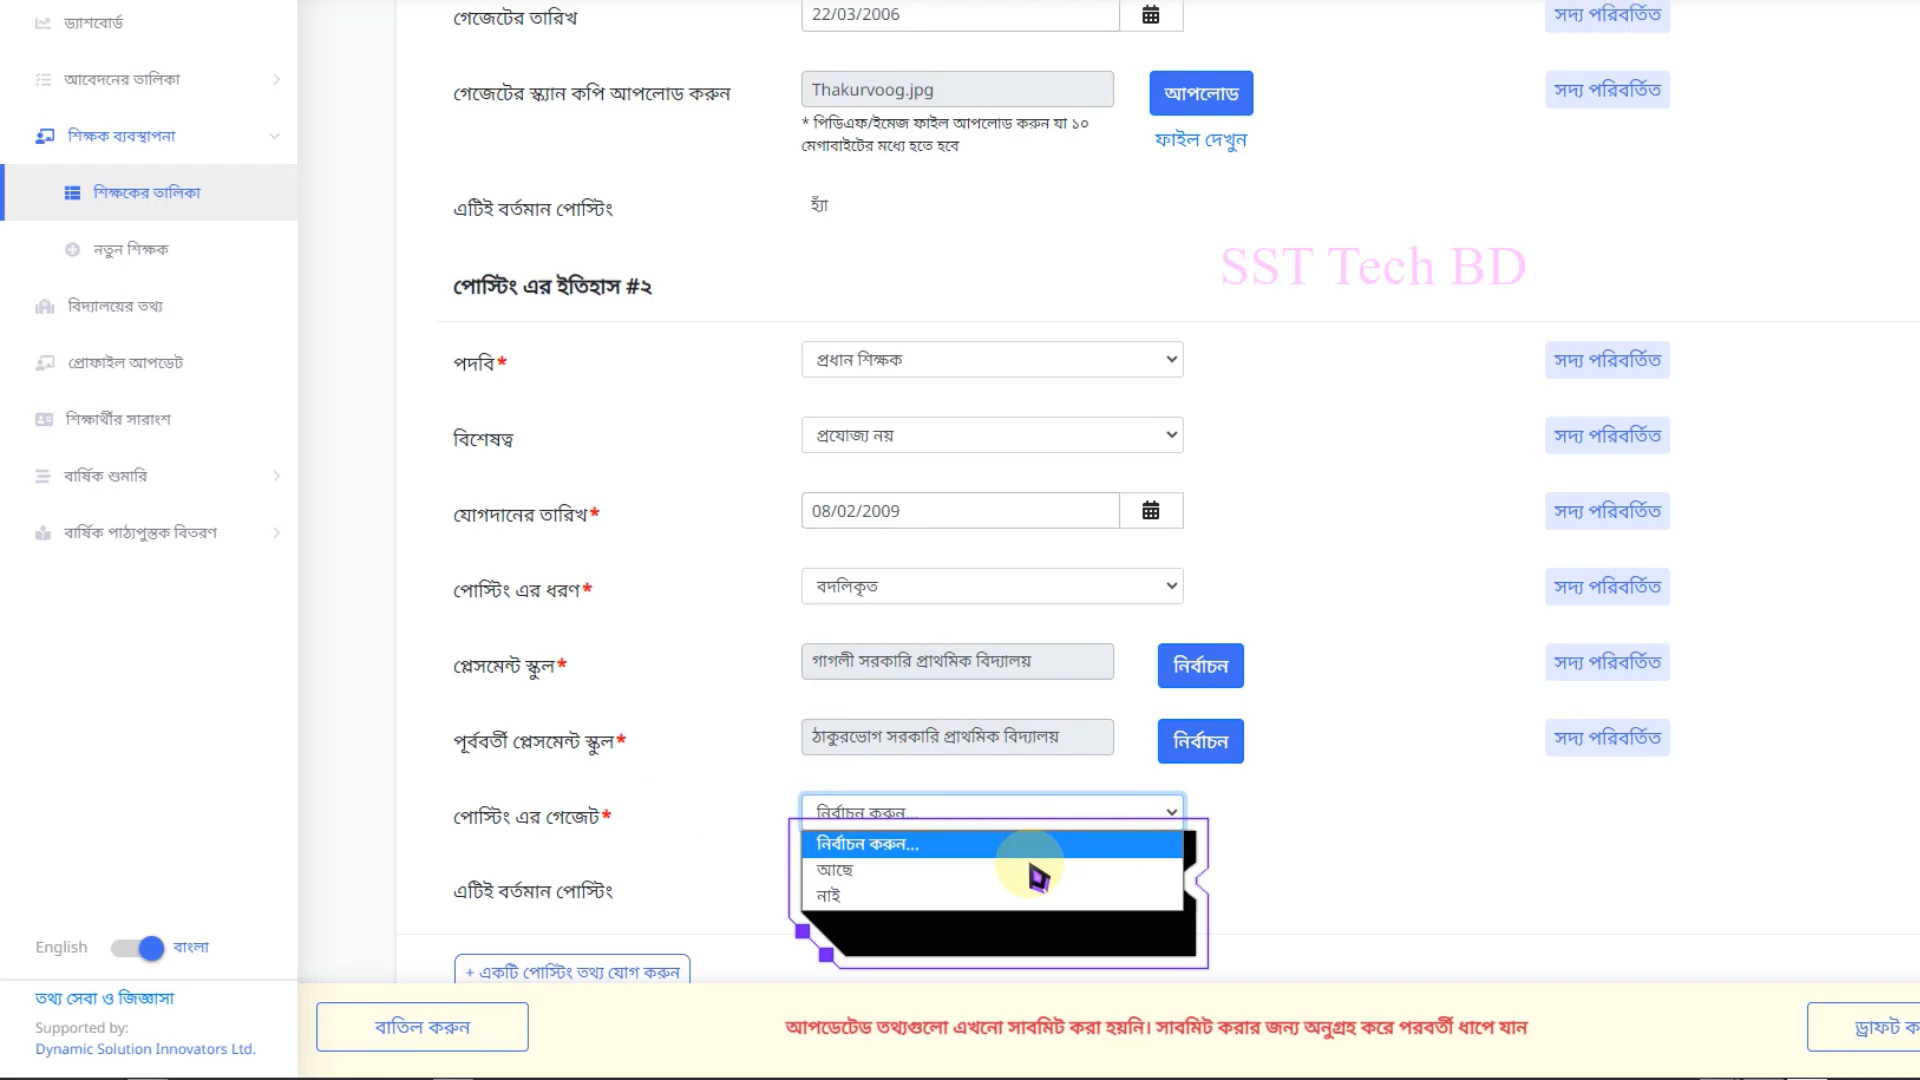 ড্যাশবোর্ড
আবেদনের তালিকা
শিক্ষক ব্যবস্থাপনা
শিক্ষকের তালিকা
নতুন শিক্ষক
বিদ্যালয়ের তথ্য
প্রোফাইল আপডেট
শিক্ষার্থীর সারাংশ
বার্ষিক শুমারি
বার্ষিক পাঠ্যপুস্তক বিতরণ
English বাংলা
তথ্য সেবা ও জিজ্ঞাসা
Supported by:
Dynamic Solution Innovators Ltd.
গেজেটের তারিখ 22/03/2006 সদ্য পরিবর্তিত
গেজেটের স্ক্যান কপি আপলোড করুন Thakurvoog.jpg আপলোড সদ্য পরিবর্তিত
* পিডিএফ/ইমেজ ফাইল আপলোড করুন যা ১০
মেগাবাইটের মধ্যে হতে হবে
ফাইল দেখুন
এটিই বর্তমান পোস্টিং হ্যাঁ
SST Tech BD
পোস্টিং এর ইতিহাস #২
পদবি* প্রধান শিক্ষক সদ্য পরিবর্তিত
বিশেষত্ব প্রযোজ্য নয় সদ্য পরিবর্তিত
যোগদানের তারিখ* 08/02/2009 সদ্য পরিবর্তিত
পোস্টিং এর ধরণ* বদলিকৃত সদ্য পরিবর্তিত
প্লেসমেন্ট স্কুল* গাগলী সরকারি প্রাথমিক বিদ্যালয় নির্বাচন সদ্য পরিবর্তিত
পূর্ববর্তী প্লেসমেন্ট স্কুল* ঠাকুরভোগ সরকারি প্রাথমিক বিদ্যালয় নির্বাচন সদ্য পরিবর্তিত
পোস্টিং এর গেজেট* নির্বাচন করুন...
নির্বাচন করুন...
আছে
নাই
এটিই বর্তমান পোস্টিং
+ একটি পোস্টিং তথ্য যোগ করুন
বাতিল করুন
আপডেটেড তথ্যগুলো এখনো সাবমিট করা হয়নি। সাবমিট করার জন্য অনুগ্রহ করে পরবর্তী ধাপে যান
ড্রাফট ক